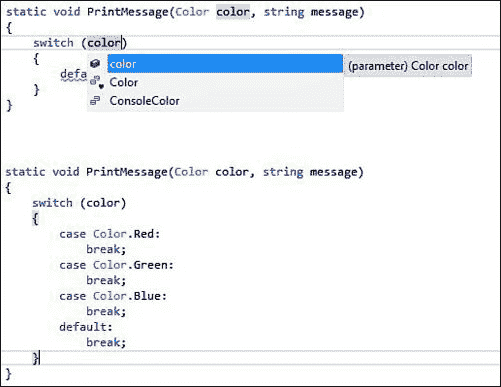 static void PrintMessage(Color color, string message)
{
    switch (color)
    {
        defa
    }
}
color
Color
ConsoleColor
(parameter) Color color
static void PrintMessage(Color color, string message)
{
    switch (color)
    {
        case Color.Red:
            break;
        case Color.Green:
            break;
        case Color.Blue:
            break;
        default:
            break;
    }
}